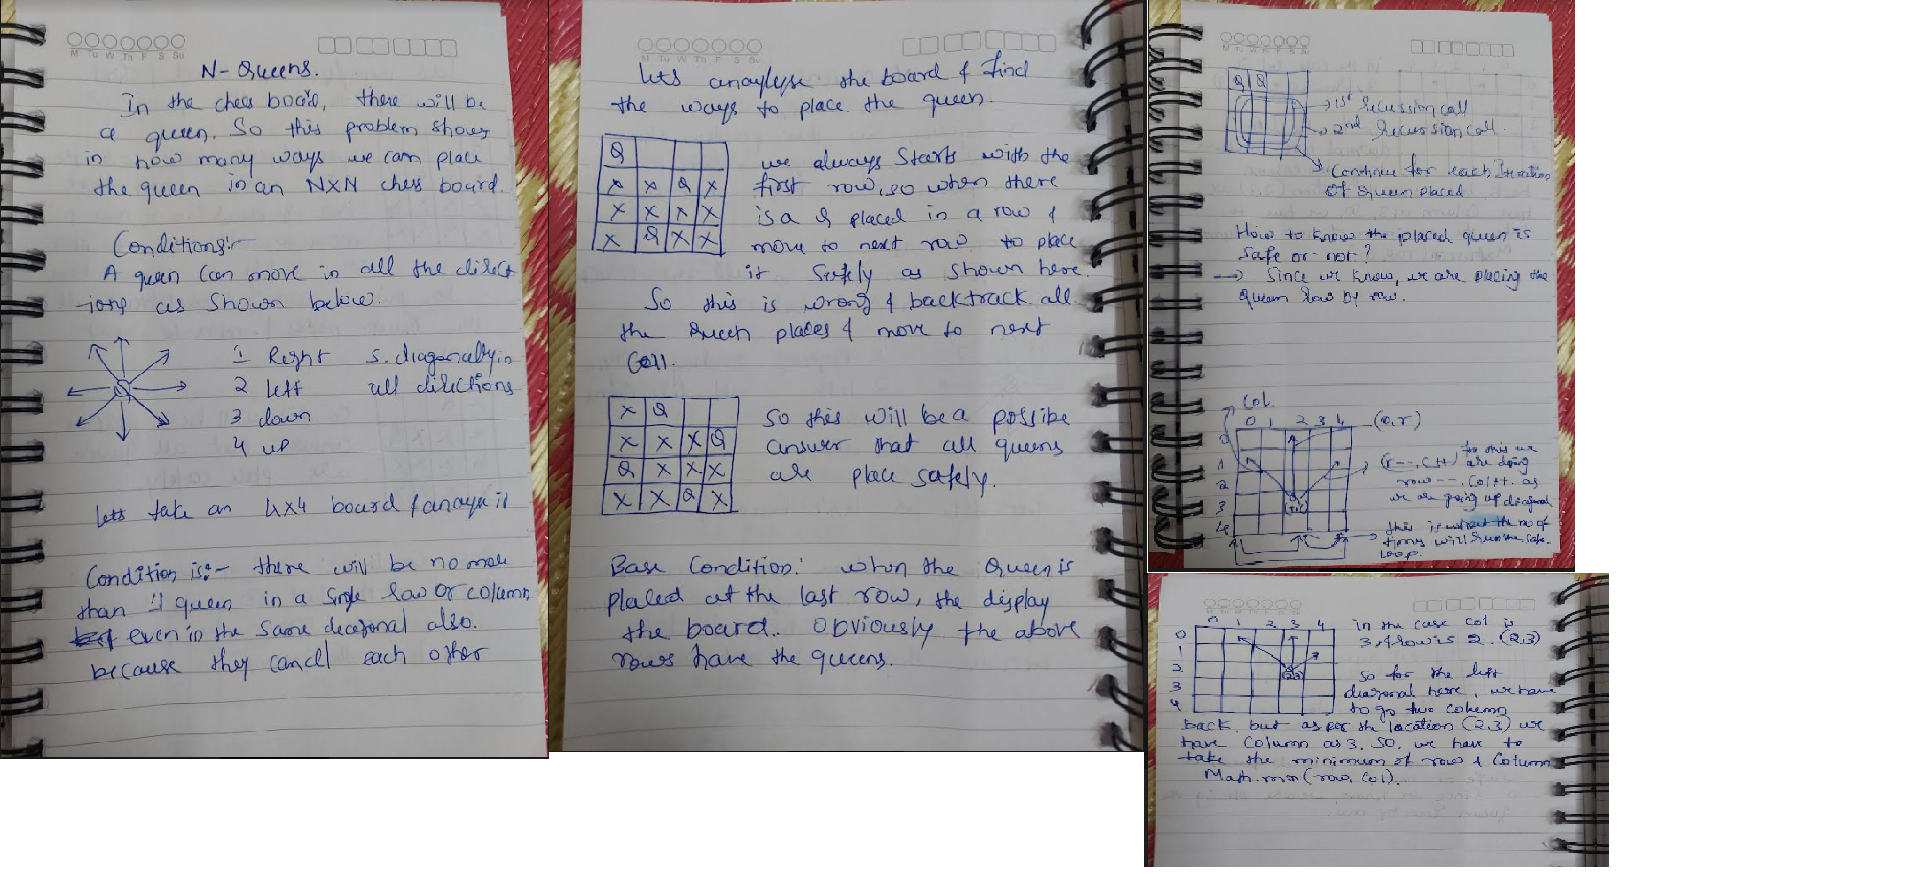 M Tu W Th F S Su
N-Queens.
In the chess board, there will be
a queen. So this problem shows
in how many ways we can place
the queen in an NXN chess board.
Conditions:-
A queen can move in all the direct
-ions as shown below.
1 Right 5. diagonally in
2 left all directions
3 down
4 up
lets take an 4x4 board & anayse it
Condition is:- there will be no more
than 1 queen in a single row or column
even in the same diagonal also.
because they cancel each other
M Tu W Th F S Su
lets anaylyse the board & find
the ways to place the queen.
Q
X X Q X
X X X X
X Q X X
we always Starts with the
first row, so when there
is a Q placed in a row &
move to next row to place
it Safely as shown here.
So this is wrong & backtrack all
the Queen places & move to next
Cell.
X Q
X X X Q
Q X X X
X X Q X
So this will be a possibe
answer that all queens
are place safely.
Base Condition: when the Queen is
placed at the last row, the display
the board. Obviously the above
rows have the queens.
M Tu W Th F S Su
Q Q
→ 1st Recussion call
→ 2nd Recussion call.
Continue for each Iteration
of Queen placed
How to know the placed queen is
safe or not?
→ Since we know, we are placing the
queen row by row.
Col.
0 1 2 3 4 (0,r)
0
1
2
3
4
(r--, c++) for this we
are doing
row--, Col++ as
we are going up diagonal
this is what the no of
times will run the safe
loop.
0 1 2 3 4
0
1
2
3
4
in the case col is
3 & row is 2. (2,3)
so for the left
diagonal here, we have
to go two column
back. but as per the location (2,3) we
have column as 3. So, we have to
take the minimum of row & Column
Math.min(row, col).